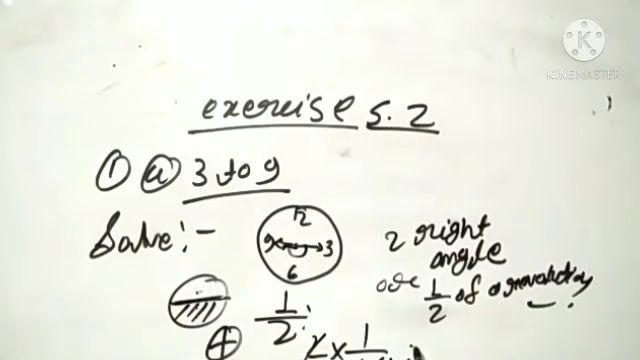 K
KINEMASTER
exercise 5.2
① ⓐ 3 to 9
Solve:-
12
9 3
6
2 right
angle
1/2 of a revolution
1/2